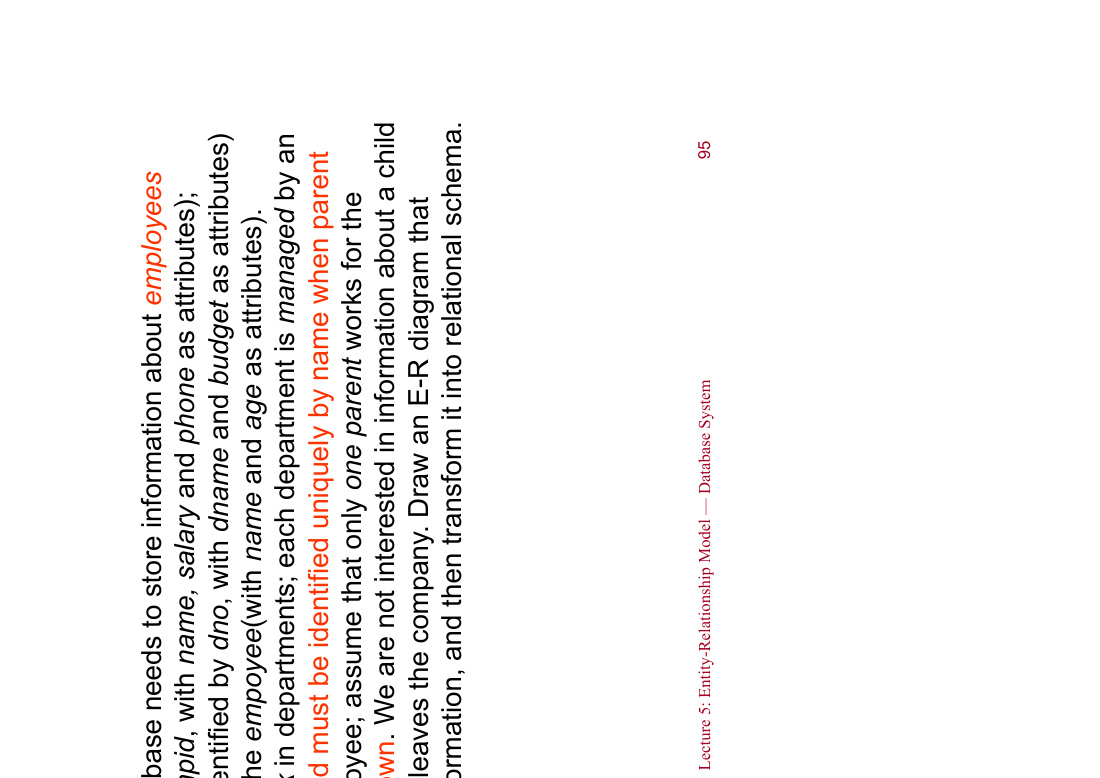 base needs to store information about employees
pid, with name, salary and phone as attributes);
entified by dno, with dname and budget as attributes)
he empoyee(with name and age as attributes).
in departments; each department is managed by an
d must be identified uniquely by name when parent
oyee; assume that only one parent works for the
own. We are not interested in information about a child
leaves the company. Draw an E-R diagram that
ormation, and then transform it into relational schema.
Lecture 5: Entity-Relationship Model — Database System 95